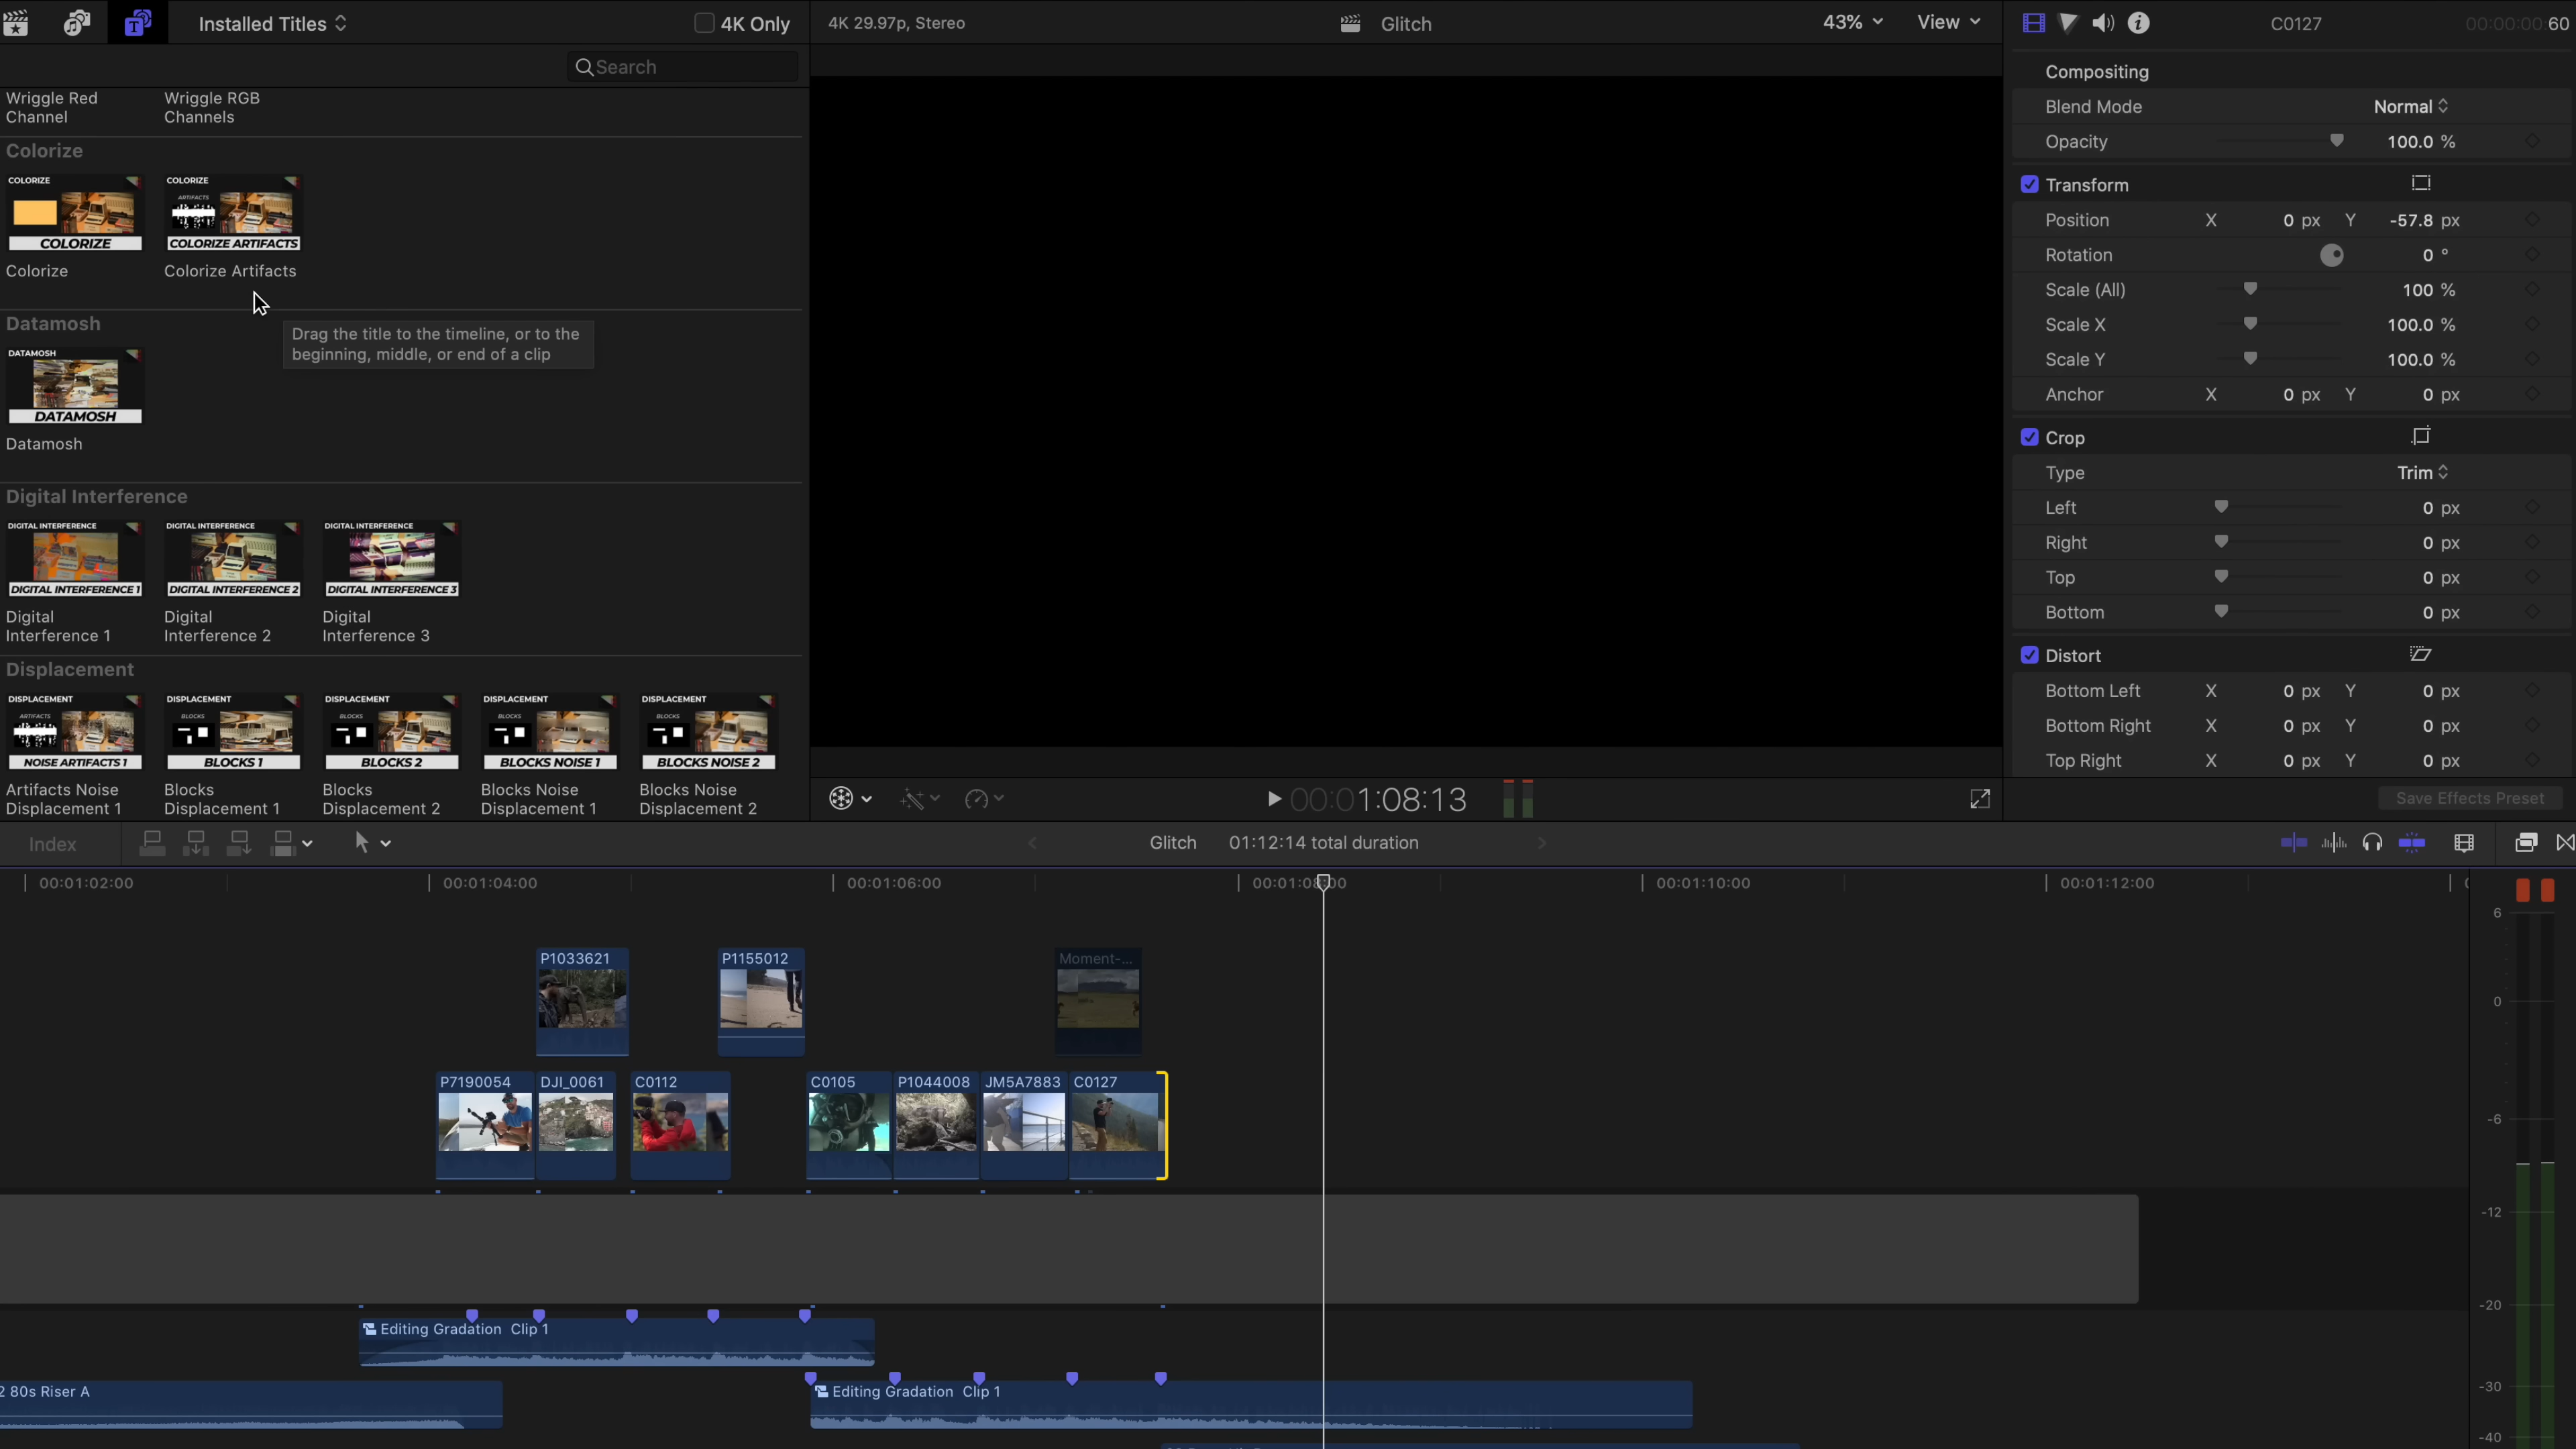 Installed Titles
4K Only
4K 29.97p, Stereo
Glitch
43%
View
C0127
00:00:00:60
Search
Wriggle Red
Channel
Wriggle RGB
Channels
Colorize
COLORIZE
COLORIZE
Colorize
COLORIZE
ARTIFACTS
COLORIZE ARTIFACTS
Colorize Artifacts
Drag the title to the timeline, or to the
beginning, middle, or end of a clip
Datamosh
DATAMOSH
DATAMOSH
Datamosh
Digital Interference
DIGITAL INTERFERENCE
DIGITAL INTERFERENCE 1
Digital
Interference 1
DIGITAL INTERFERENCE
DIGITAL INTERFERENCE 2
Digital
Interference 2
DIGITAL INTERFERENCE
DIGITAL INTERFERENCE 3
Digital
Interference 3
Displacement
DISPLACEMENT
ARTIFACTS
NOISE ARTIFACTS 1
Artifacts Noise
Displacement 1
DISPLACEMENT
BLOCKS
BLOCKS 1
Blocks
Displacement 1
DISPLACEMENT
BLOCKS
BLOCKS 2
Blocks
Displacement 2
DISPLACEMENT
BLOCKS
BLOCKS NOISE 1
Blocks Noise
Displacement 1
DISPLACEMENT
BLOCKS
BLOCKS NOISE 2
Blocks Noise
Displacement 2
00:01:08:13
Compositing
Blend Mode Normal
Opacity 100.0 %
Transform
Position X 0 px Y -57.8 px
Rotation 0 °
Scale (All) 100 %
Scale X 100.0 %
Scale Y 100.0 %
Anchor X 0 px Y 0 px
Crop
Type Trim
Left 0 px
Right 0 px
Top 0 px
Bottom 0 px
Distort
Bottom Left X 0 px Y 0 px
Bottom Right X 0 px Y 0 px
Top Right X 0 px Y 0 px
Save Effects Preset
Index
Glitch 01:12:14 total duration
00:01:02:00
00:01:04:00
00:01:06:00
00:01:08:00
00:01:10:00
00:01:12:00
P1033621
P1155012
Moment-...
P7190054
DJI_0061
C0112
C0105
P1044008
JM5A7883
C0127
Editing Gradation Clip 1
2 80s Riser A
Editing Gradation Clip 1
6
0
-6
-12
-20
-30
-40